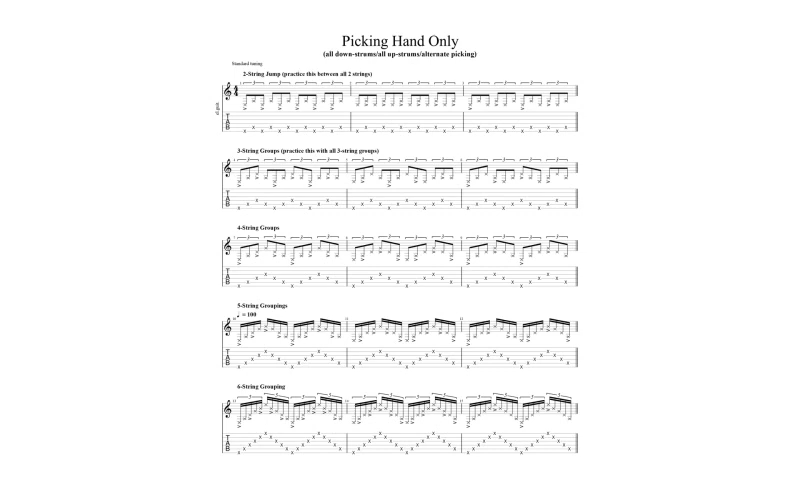 Picking Hand Only
(all down-strums/all up-strums/alternate picking)
Standard tuning
2-String Jump (practice this between all 2 strings)
3-String Groups (practice this with all 3-string groups)
4-String Groups
5-String Groupings
= 100
6-String Grouping